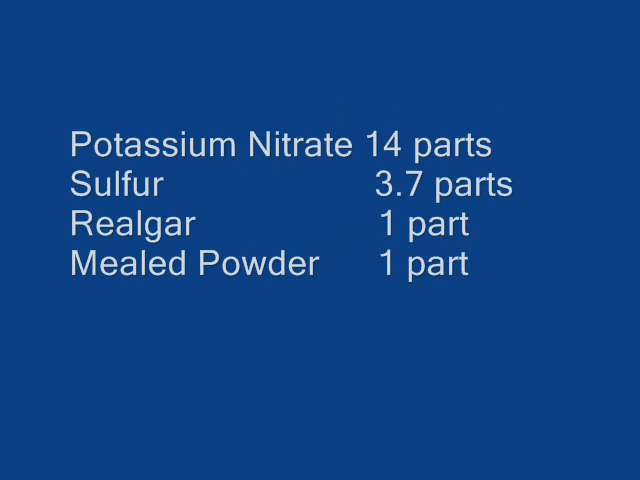 Potassium Nitrate 14 parts
Sulfur 3.7 parts
Realgar 1 part
Mealed Powder 1 part